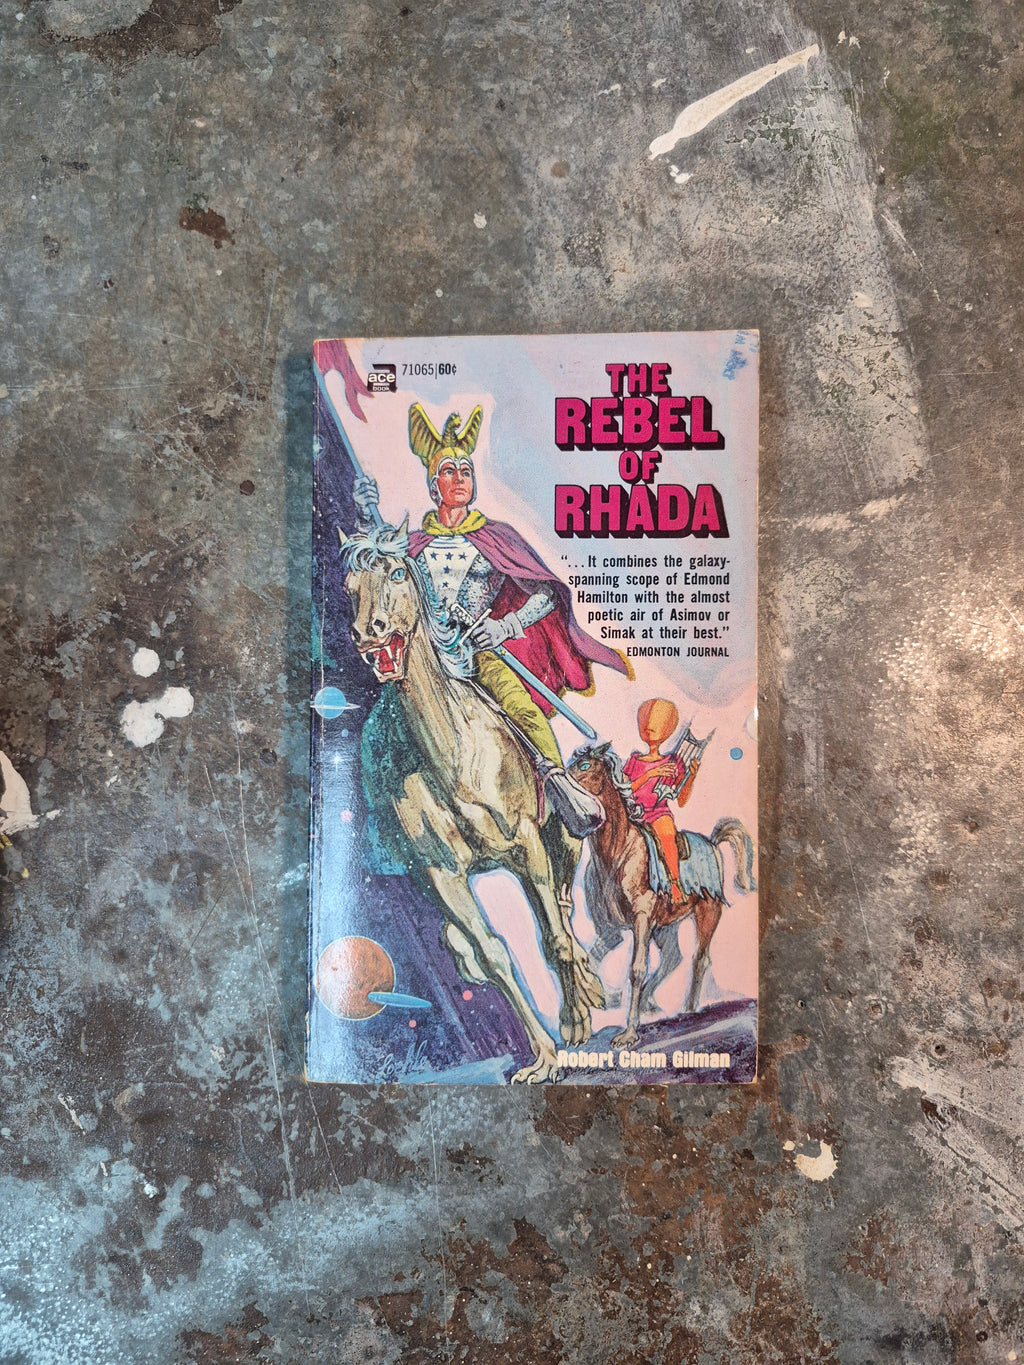 ace
book
71065|60¢
THE
REBEL
OF
RHADA
“...It combines the galaxy-
spanning scope of Edmond
Hamilton with the almost
poetic air of Asimov or
Simak at their best.”
EDMONTON JOURNAL
Robert Cham Gilman